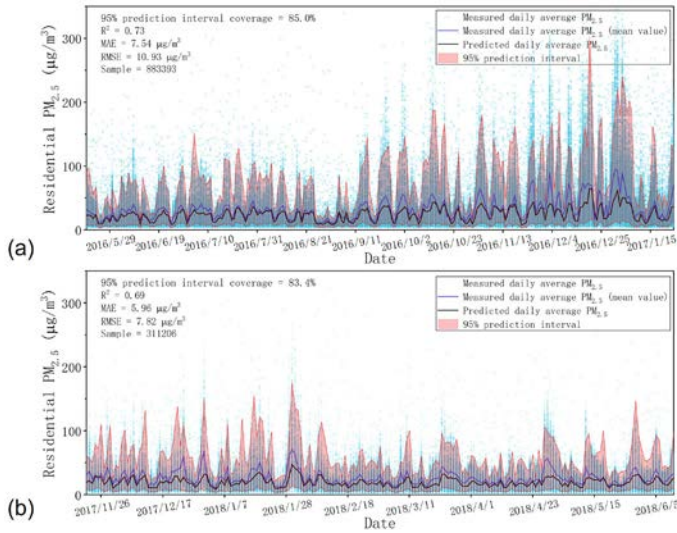 (a)
95% prediction interval coverage = 85.0%
R² 0.73
MAE = 7.54 μg/m³
RMSE = 10.93 μg/m³
Sample = 883393
Measured daily average PM₂.₅
Measured daily average PM₂.₅ (mean value)
Predicted daily average PM₂.₅
95% prediction interval
Residential PM₂.₅ (μg/m³)
300
200
100
50
0
2016/5/29 2016/6/19 2016/7/10 2016/7/31 2016/8/21 2016/9/11 2016/10/2 2016/10/23 2016/11/13 2016/12/4 2016/12/25 2017/1/15
Date
(b)
95% prediction interval coverage = 83.4%
R² = 0.69
MAE = 5.96 μg/m³
RMSE = 7.82 μg/m³
Sample = 311206
Measured daily average PM₂.₅
Measured daily average PM₂.₅ (mean value)
Predicted daily average PM₂.₅
95% prediction interval
Residential PM₂.₅ (μg/m³)
300
200
100
50
0
2017/11/26 2017/12/17 2018/1/7 2018/1/28 2018/2/18 2018/3/11 2018/4/1 2018/4/23 2018/5/15 2018/6/5
Date